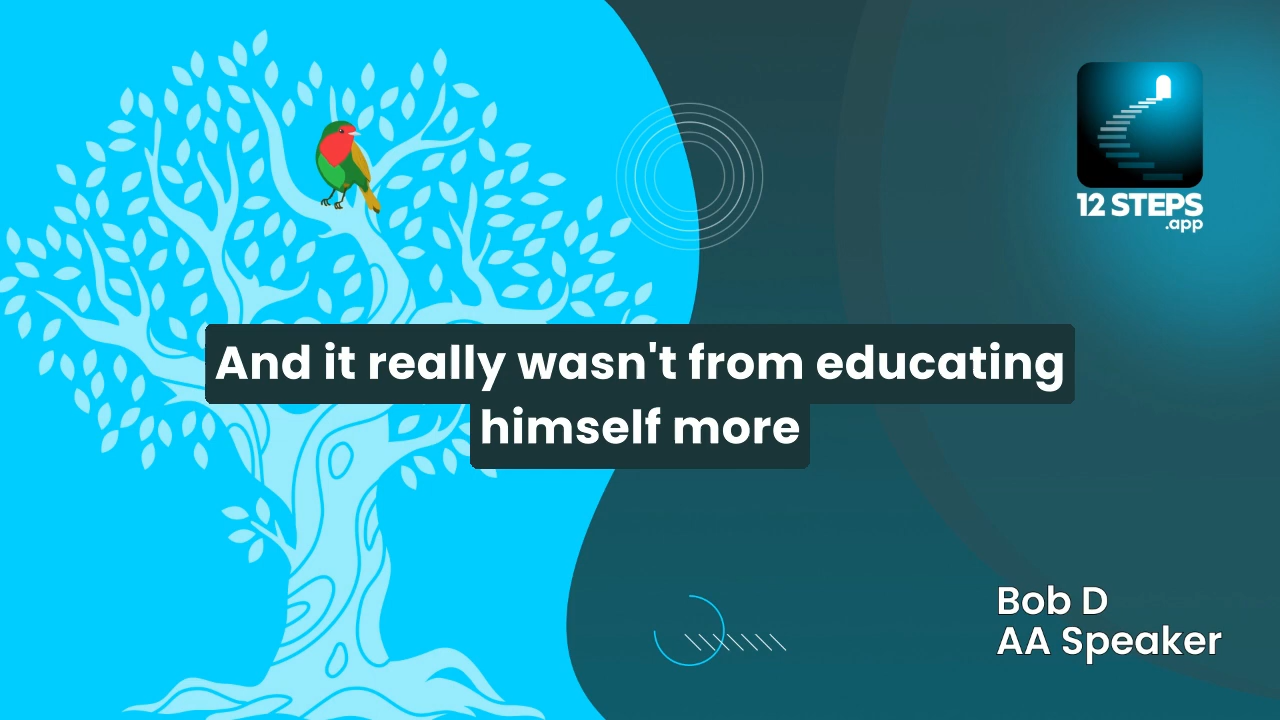 12 STEPS
.app
And it really wasn't from educating
himself more
Bob D
AA Speaker